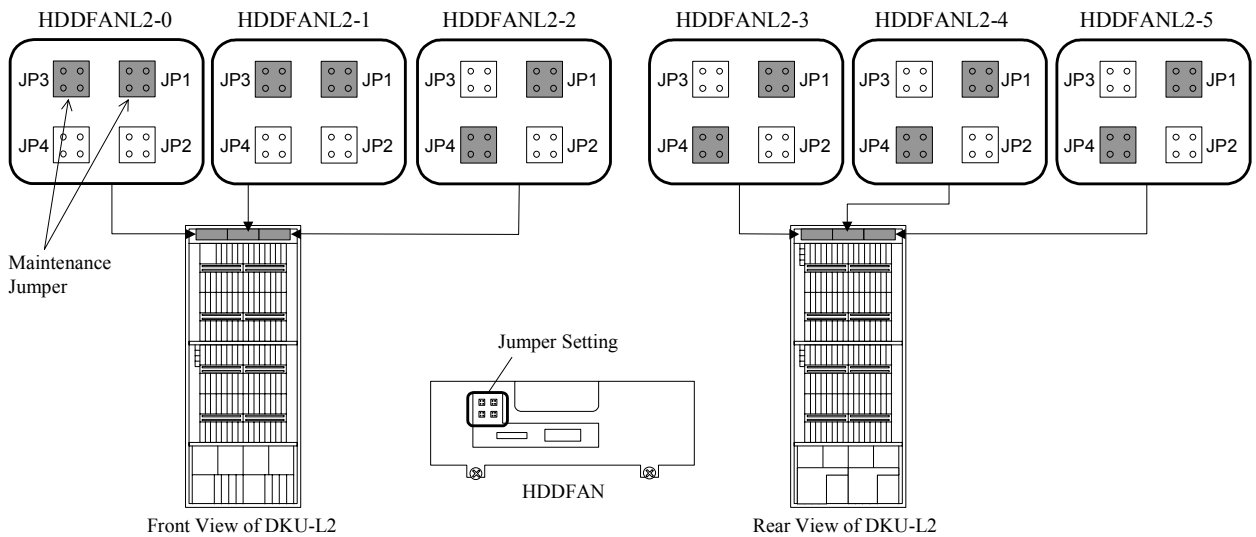 HDDFANL2-0 HDDFANL2-1 HDDFANL2-2 HDDFANL2-3 HDDFANL2-4 HDDFANL2-5
JP3 JP1 JP3 JP1 JP3 JP1 JP3 JP1 JP3 JP1 JP3 JP1
JP4 JP2 JP4 JP2 JP4 JP2 JP4 JP2 JP4 JP2 JP4 JP2
Maintenance
Jumper
Jumper Setting
HDDFAN
Front View of DKU-L2
Rear View of DKU-L2